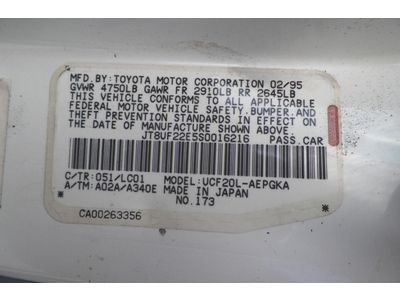 MFD. BY: TOYOTA MOTOR CORPORATION 02/95
GVWR 4750LB GAWR FR 2910LB RR 2645LB
THIS VEHICLE CONFORMS TO ALL APPLICABLE
FEDERAL MOTOR VEHICLE SAFETY, BUMPER,
AND THEFT PREVENTION STANDARDS IN EFFECT
ON THE DATE OF MANUFACTURE SHOWN ABOVE.
JT8UF22E5S0016216 PASS. CAR
C/TR: 051/LC01 MODEL: UCF20L-AEPGKA
A/TM: A02A/A340E MADE IN JAPAN
NO. 173
CA00263356